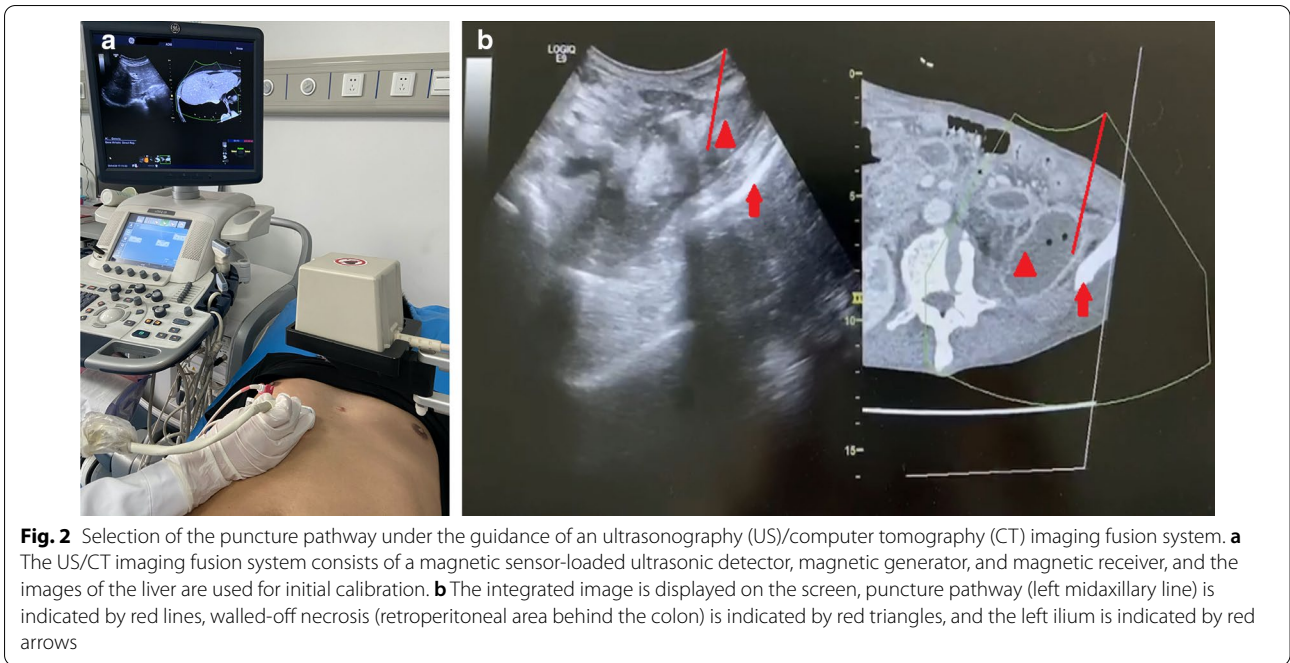 a
b
LOGIQ
E9
0
5
10
15
Fig. 2 Selection of the puncture pathway under the guidance of an ultrasonography (US)/computer tomography (CT) imaging fusion system. a
The US/CT imaging fusion system consists of a magnetic sensor-loaded ultrasonic detector, magnetic generator, and magnetic receiver, and the
images of the liver are used for initial calibration. b The integrated image is displayed on the screen, puncture pathway (left midaxillary line) is
indicated by red lines, walled-off necrosis (retroperitoneal area behind the colon) is indicated by red triangles, and the left ilium is indicated by red
arrows